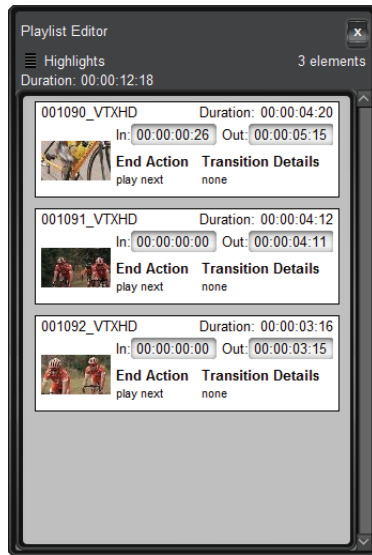 Playlist Editor
x
Highlights 3 elements
Duration: 00:00:12:18
001090_VTXHD Duration: 00:00:04:20
In: 00:00:00:26 Out: 00:00:05:15
End Action Transition Details
play next none
001091_VTXHD Duration: 00:00:04:12
In: 00:00:00:00 Out: 00:00:04:11
End Action Transition Details
play next none
001092_VTXHD Duration: 00:00:03:16
In: 00:00:00:00 Out: 00:00:03:15
End Action Transition Details
play next none